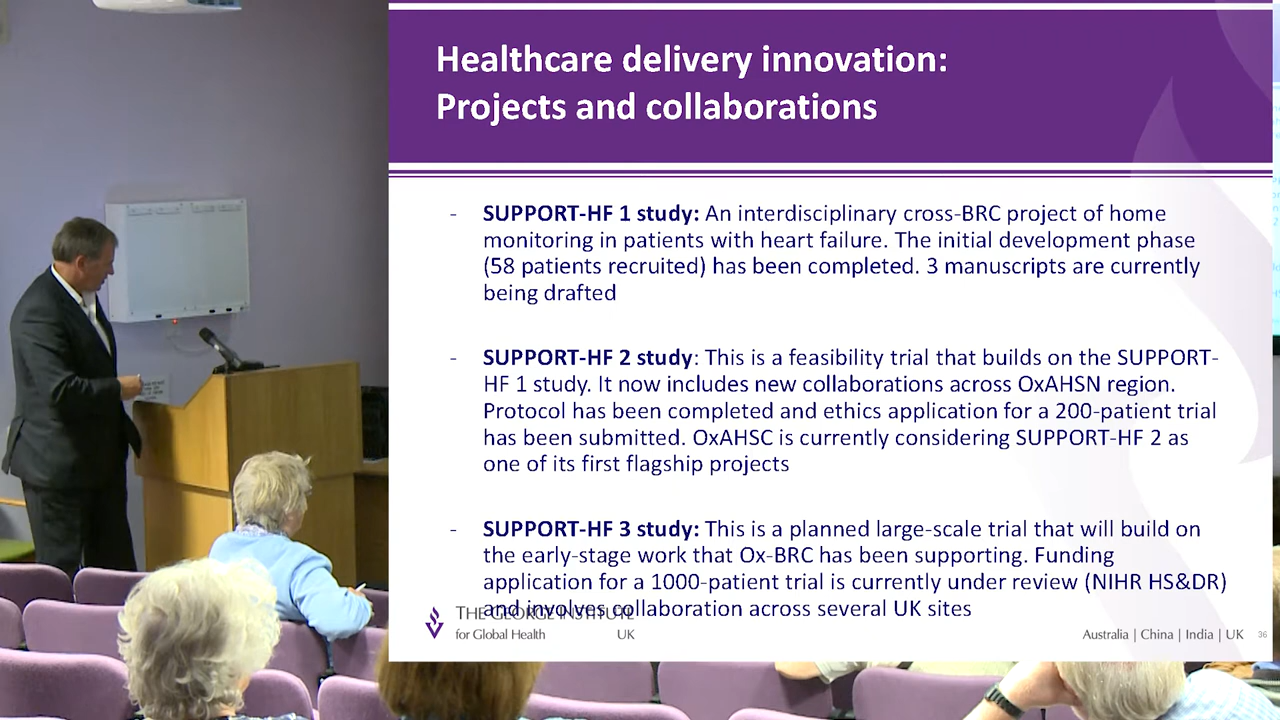 Healthcare delivery innovation:
Projects and collaborations
- SUPPORT-HF 1 study: An interdisciplinary cross-BRC project of home
monitoring in patients with heart failure. The initial development phase
(58 patients recruited) has been completed. 3 manuscripts are currently
being drafted
- SUPPORT-HF 2 study: This is a feasibility trial that builds on the SUPPORT-
HF 1 study. It now includes new collaborations across OxAHSN region.
Protocol has been completed and ethics application for a 200-patient trial
has been submitted. OxAHSC is currently considering SUPPORT-HF 2 as
one of its first flagship projects
- SUPPORT-HF 3 study: This is a planned large-scale trial that will build on
the early-stage work that Ox-BRC has been supporting. Funding
application for a 1000-patient trial is currently under review (NIHR HS&DR)
and involves collaboration across several UK sites
THE GEORGE INSTITUTE
for Global Health UK
Australia | China | India | UK 36